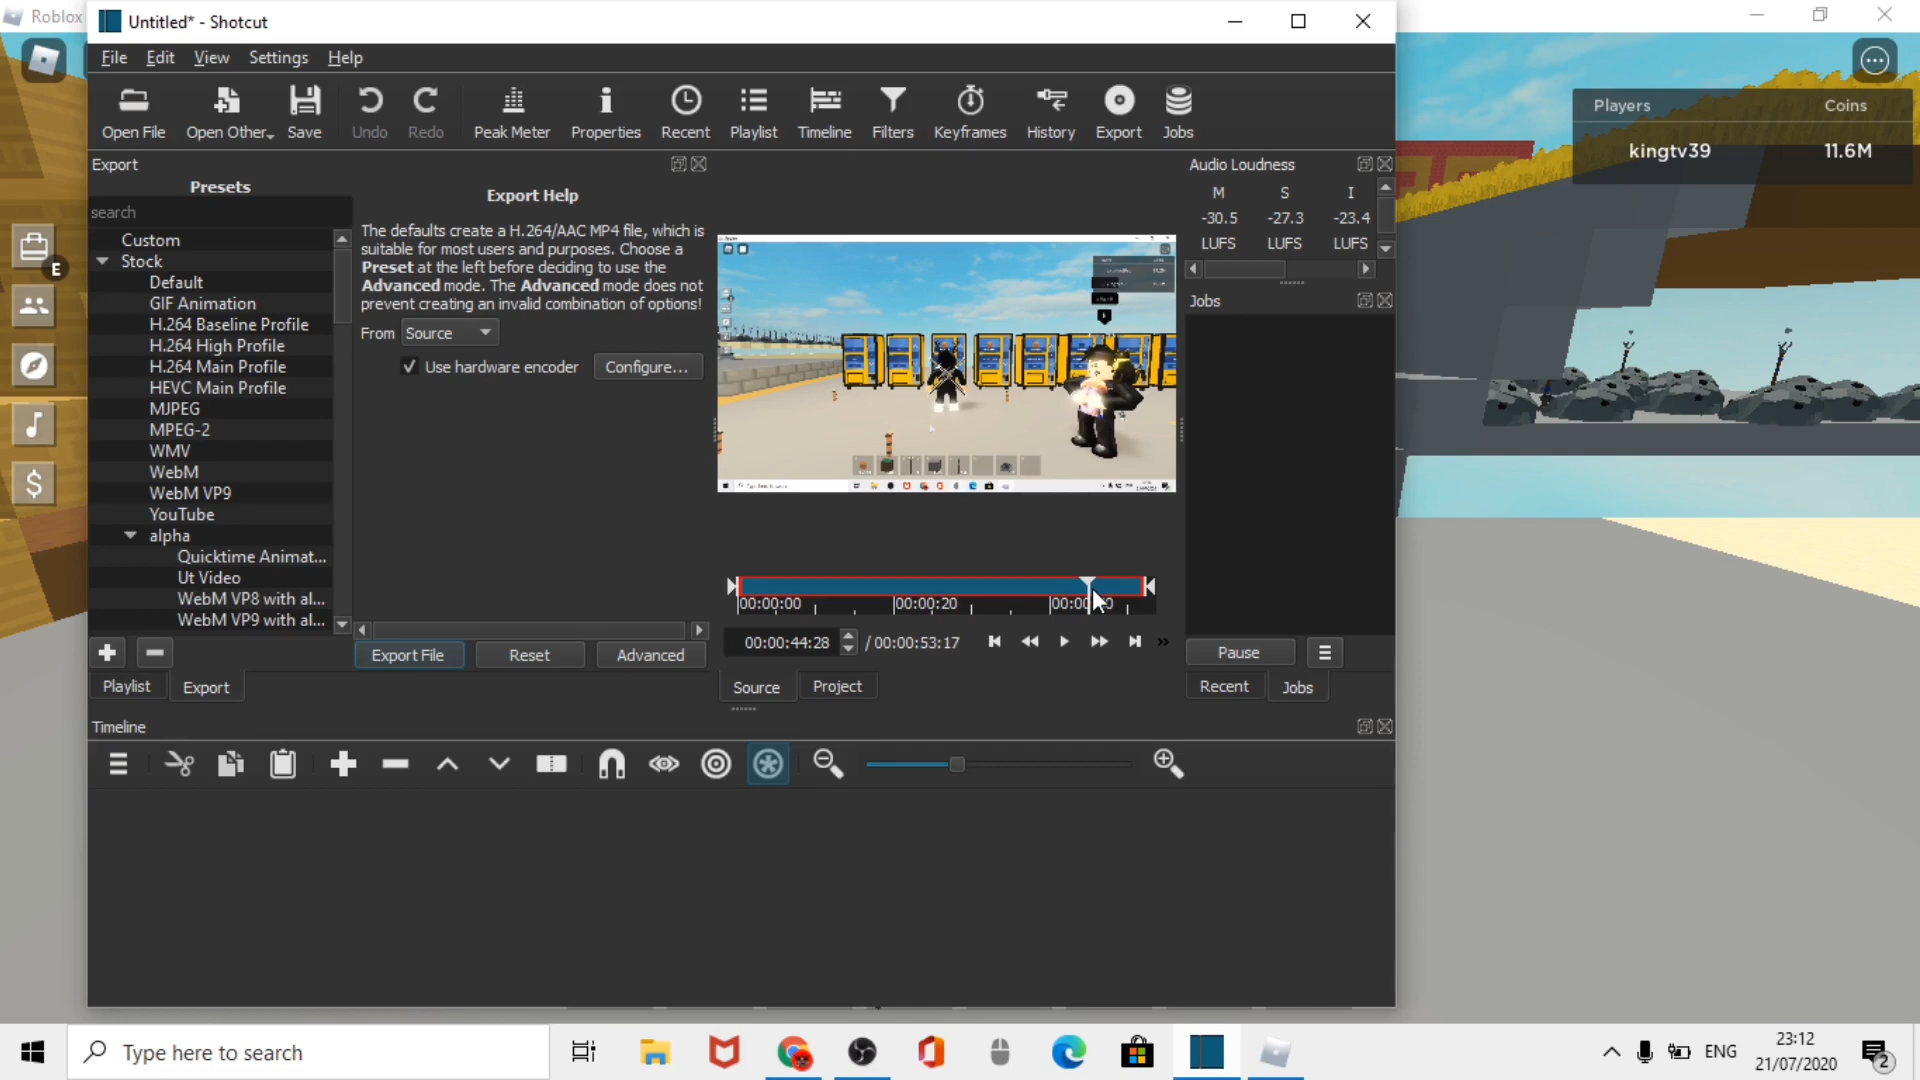 Roblox
Untitled* - Shotcut
File Edit View Settings Help
Open File Open Other Save Undo Redo Peak Meter Properties Recent Playlist Timeline Filters Keyframes History Export Jobs
Players Coins
kingtv39 11.6M
Export
Presets
search
Custom
Stock
Default
GIF Animation
H.264 Baseline Profile
H.264 High Profile
H.264 Main Profile
HEVC Main Profile
MJPEG
MPEG-2
WMV
WebM
WebM VP9
YouTube
alpha
Quicktime Animat...
Ut Video
WebM VP8 with al...
WebM VP9 with al...
Export Help
The defaults create a H.264/AAC MP4 file, which is
suitable for most users and purposes. Choose a
Preset at the left before deciding to use the
Advanced mode. The Advanced mode does not
prevent creating an invalid combination of options!
From Source
Use hardware encoder Configure...
Export File Reset Advanced
Playlist Export
00:00:00 00:00:20
00:00:44:28 / 00:00:53:17
Source Project
Audio Loudness
M S I
-30.5 -27.3 -23.4
LUFS LUFS LUFS
Jobs
Pause
Recent Jobs
E
Timeline
Type here to search
ENG
23:12
21/07/2020
2